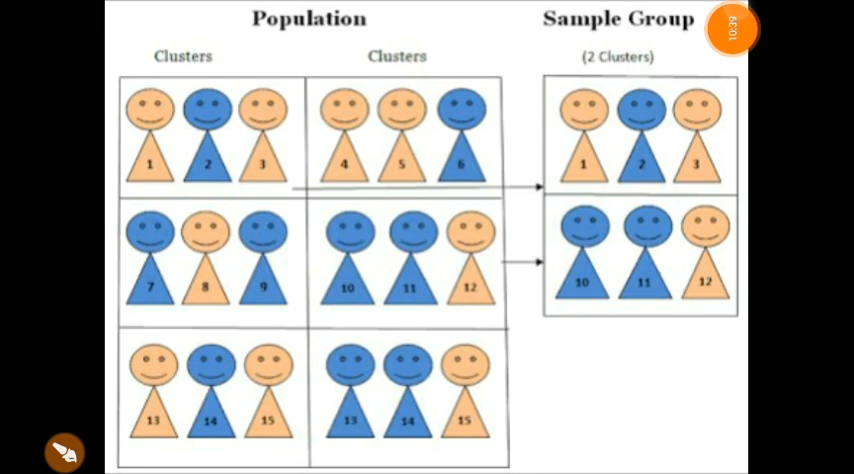 Population
Sample Group
10:39
Clusters
Clusters
(2 Clusters)
1 2 3
4 5 6
1 2 3
7 8 9
10 11 12
10 11 12
13 14 15
13 14 15